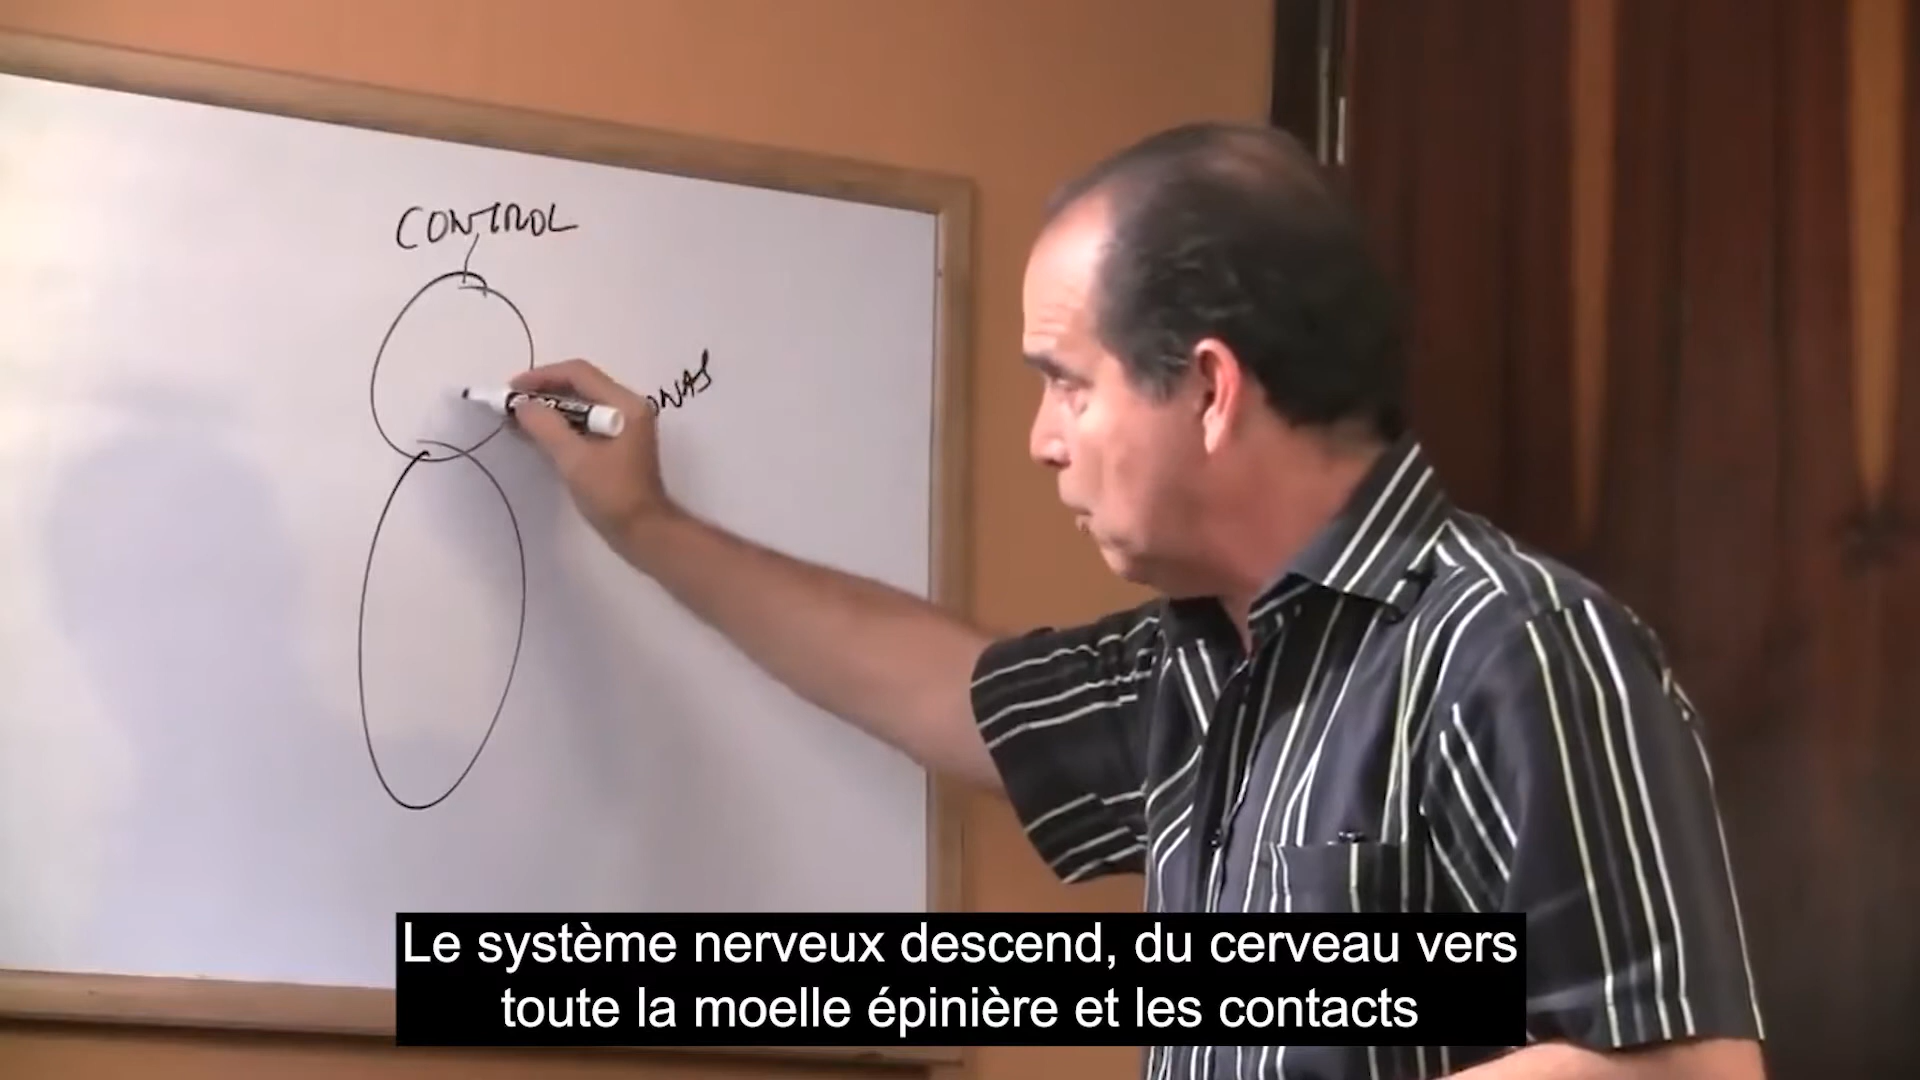 CONTROL
Le système nerveux descend, du cerveau vers
toute la moelle épinière et les contacts